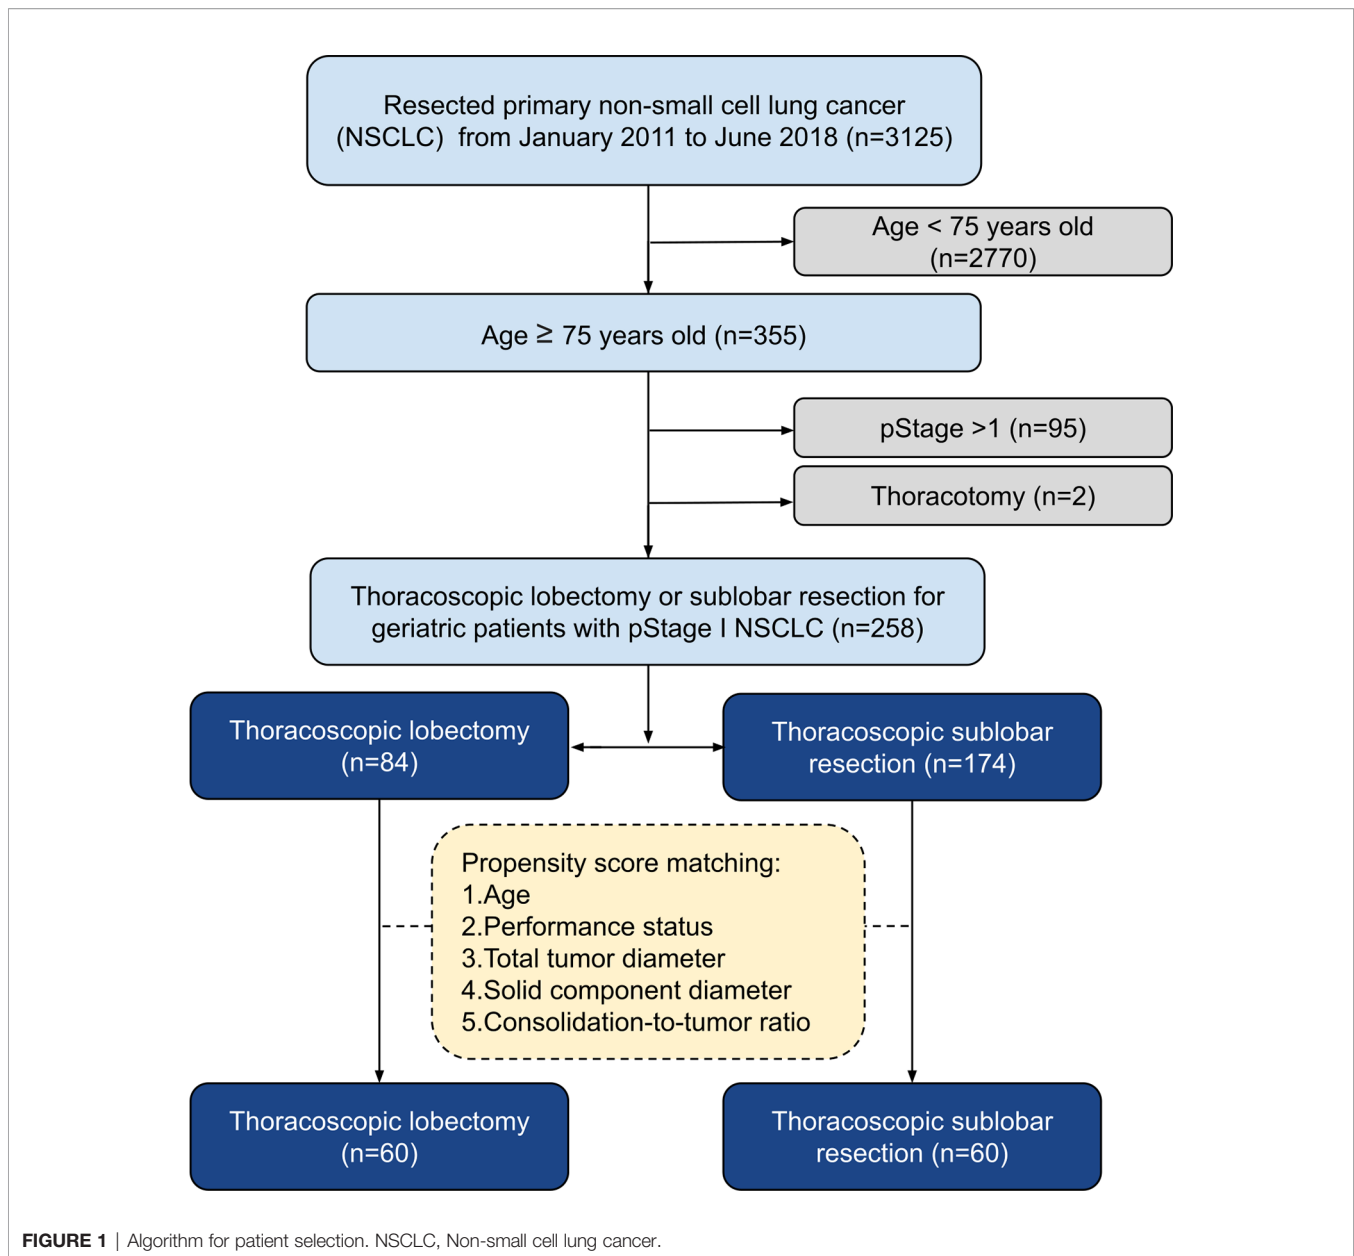 Resected primary non-small cell lung cancer
(NSCLC) from January 2011 to June 2018 (n=3125)
Age < 75 years old
(n=2770)
Age ≥ 75 years old (n=355)
pStage >1 (n=95)
Thoracotomy (n=2)
Thoracoscopic lobectomy or sublobar resection for
geriatric patients with pStage I NSCLC (n=258)
Thoracoscopic lobectomy
(n=84)
Thoracoscopic sublobar
resection (n=174)
Propensity score matching:
1.Age
2.Performance status
3.Total tumor diameter
4.Solid component diameter
5.Consolidation-to-tumor ratio
Thoracoscopic lobectomy
(n=60)
Thoracoscopic sublobar
resection (n=60)
FIGURE 1 | Algorithm for patient selection. NSCLC, Non-small cell lung cancer.